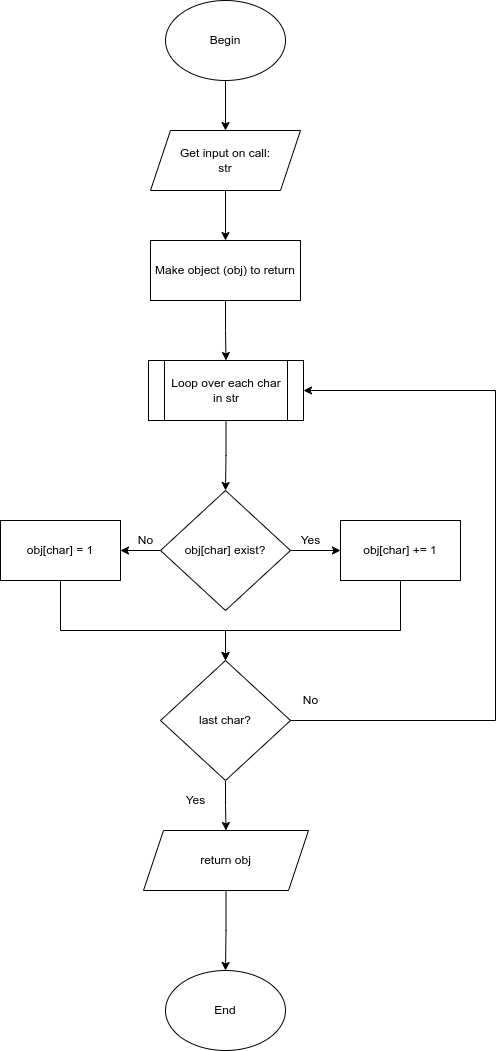 Begin
Get input on call:
str
Make object (obj) to return
Loop over each char
in str
obj[char] = 1
No
obj[char] exist?
Yes
obj[char] += 1
last char?
No
Yes
return obj
End